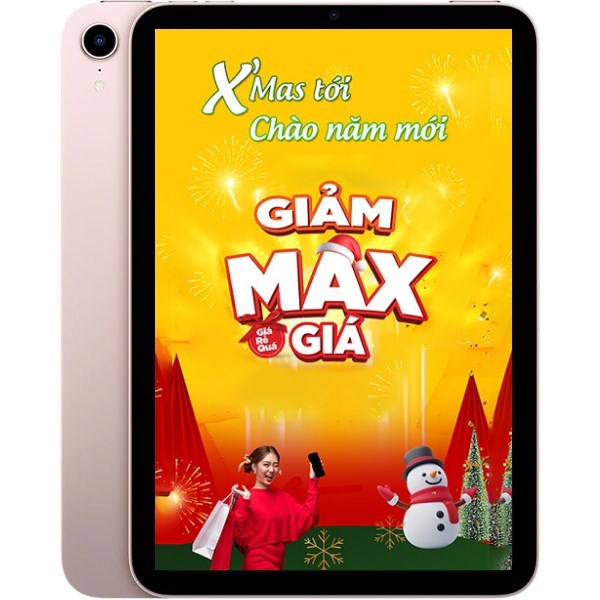 X'Mas tới
Chào năm mới
GIẢM
MAX
Giá
Rẻ
Quá
GIÁ